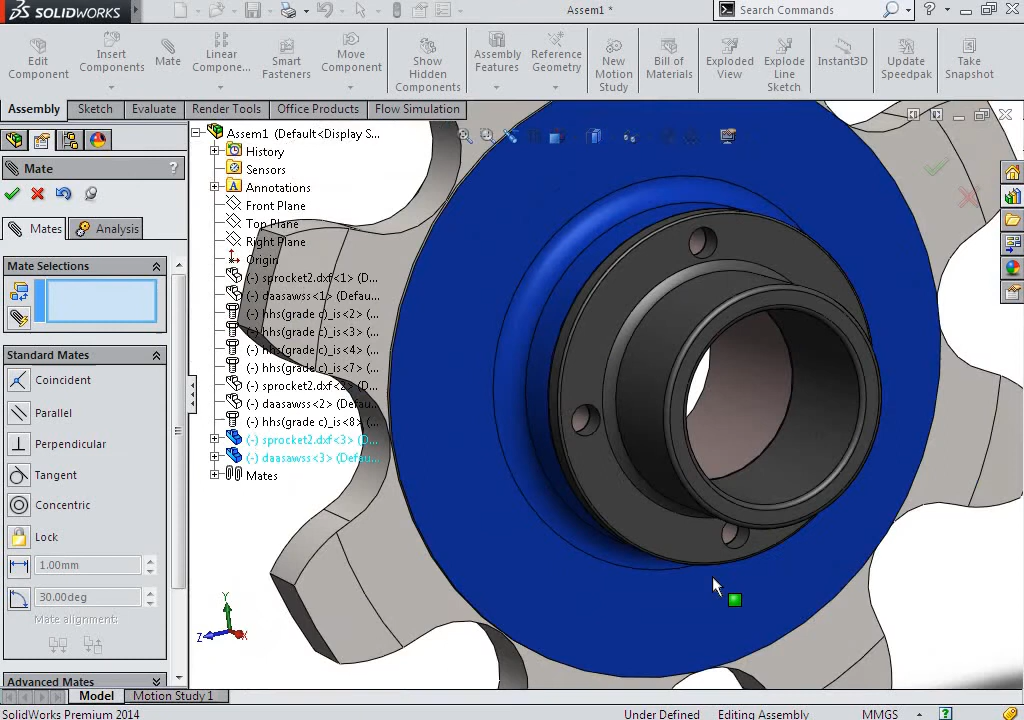 SOLIDWORKS
Assem1 *
Search Commands
Edit Component
Insert Components
Mate
Linear Compone...
Smart Fasteners
Move Component
Show Hidden Components
Assembly Features
Reference Geometry
New Motion Study
Bill of Materials
Exploded View
Explode Line Sketch
Instant3D
Update Speedpak
Take Snapshot
Assembly
Sketch
Evaluate
Render Tools
Office Products
Flow Simulation
Mate
?
Mates
Analysis
Mate Selections
Standard Mates
Coincident
Parallel
Perpendicular
Tangent
Concentric
Lock
1.00mm
30.00deg
Mate alignment:
Advanced Mates
Assem1 (Default<Display S...
History
Sensors
Annotations
Front Plane
Top Plane
Right Plane
Origin
(-) sprocket2.dxf<1> (D...
(-) daasawss<1> (Defau...
(-) hhs(grade c)_is<2> (...
(-) hhs(grade c)_is<3> (...
(-) hhs(grade c)_is<4> (...
(-) hhs(grade c)_is<7> (...
(-) sprocket2.dxf<2> (D...
(-) daasawss<2> (Defau...
(-) hhs(grade c)_is<8> (...
(-) sprocket2.dxf<3> (D...
(-) daasawss<3> (Defau...
Mates
Y
Z
X
Model
Motion Study 1
SolidWorks Premium 2014
Under Defined
Editing Assembly
MMGS